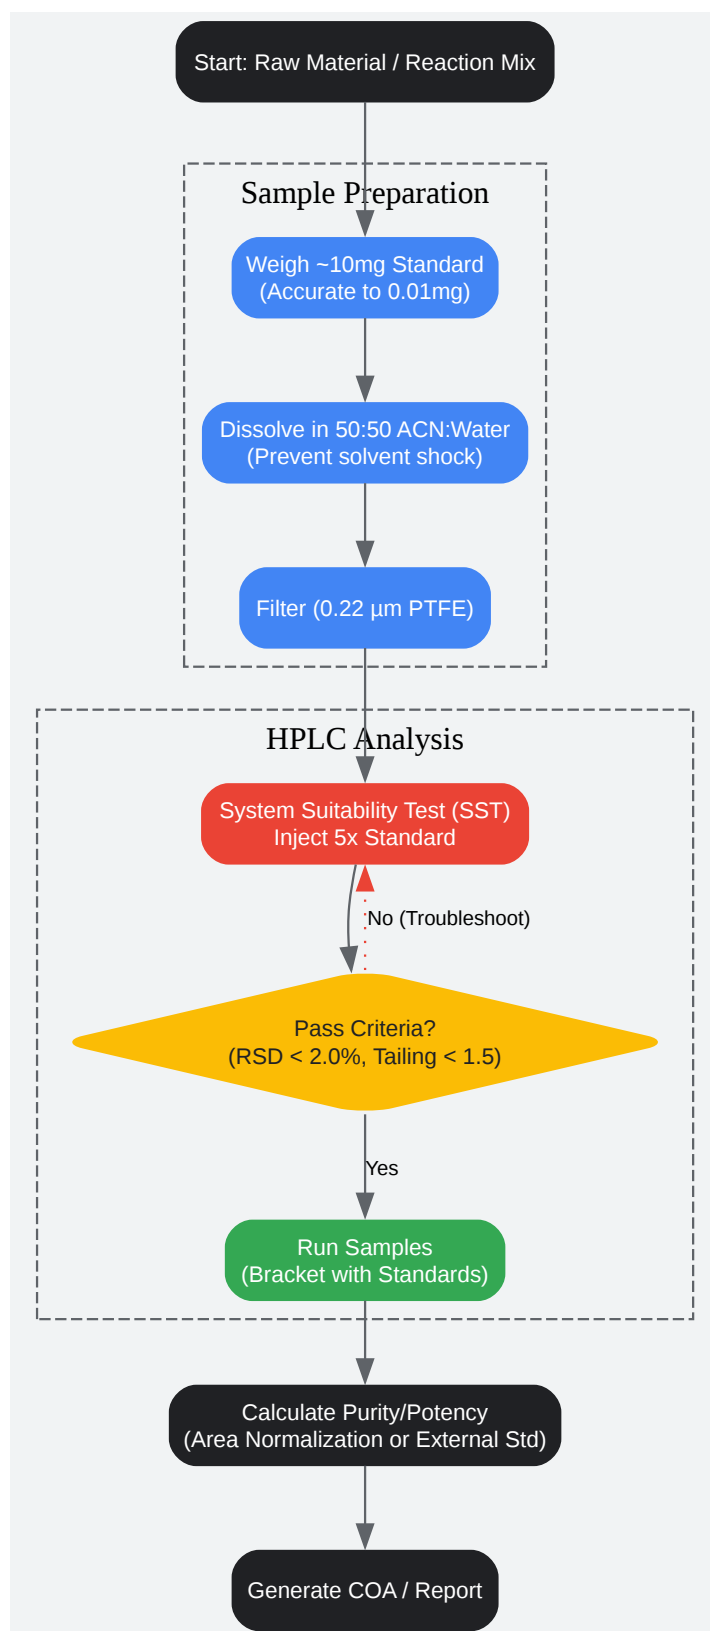 Start: Raw Material / Reaction Mix
Sample Preparation
Weigh ~10mg Standard
(Accurate to 0.01mg)
Dissolve in 50:50 ACN:Water
(Prevent solvent shock)
Filter (0.22 µm PTFE)
HPLC Analysis
System Suitability Test (SST)
Inject 5x Standard
No (Troubleshoot)
Pass Criteria?
(RSD < 2.0%, Tailing < 1.5)
Yes
Run Samples
(Bracket with Standards)
Calculate Purity/Potency
(Area Normalization or External Std)
Generate COA / Report